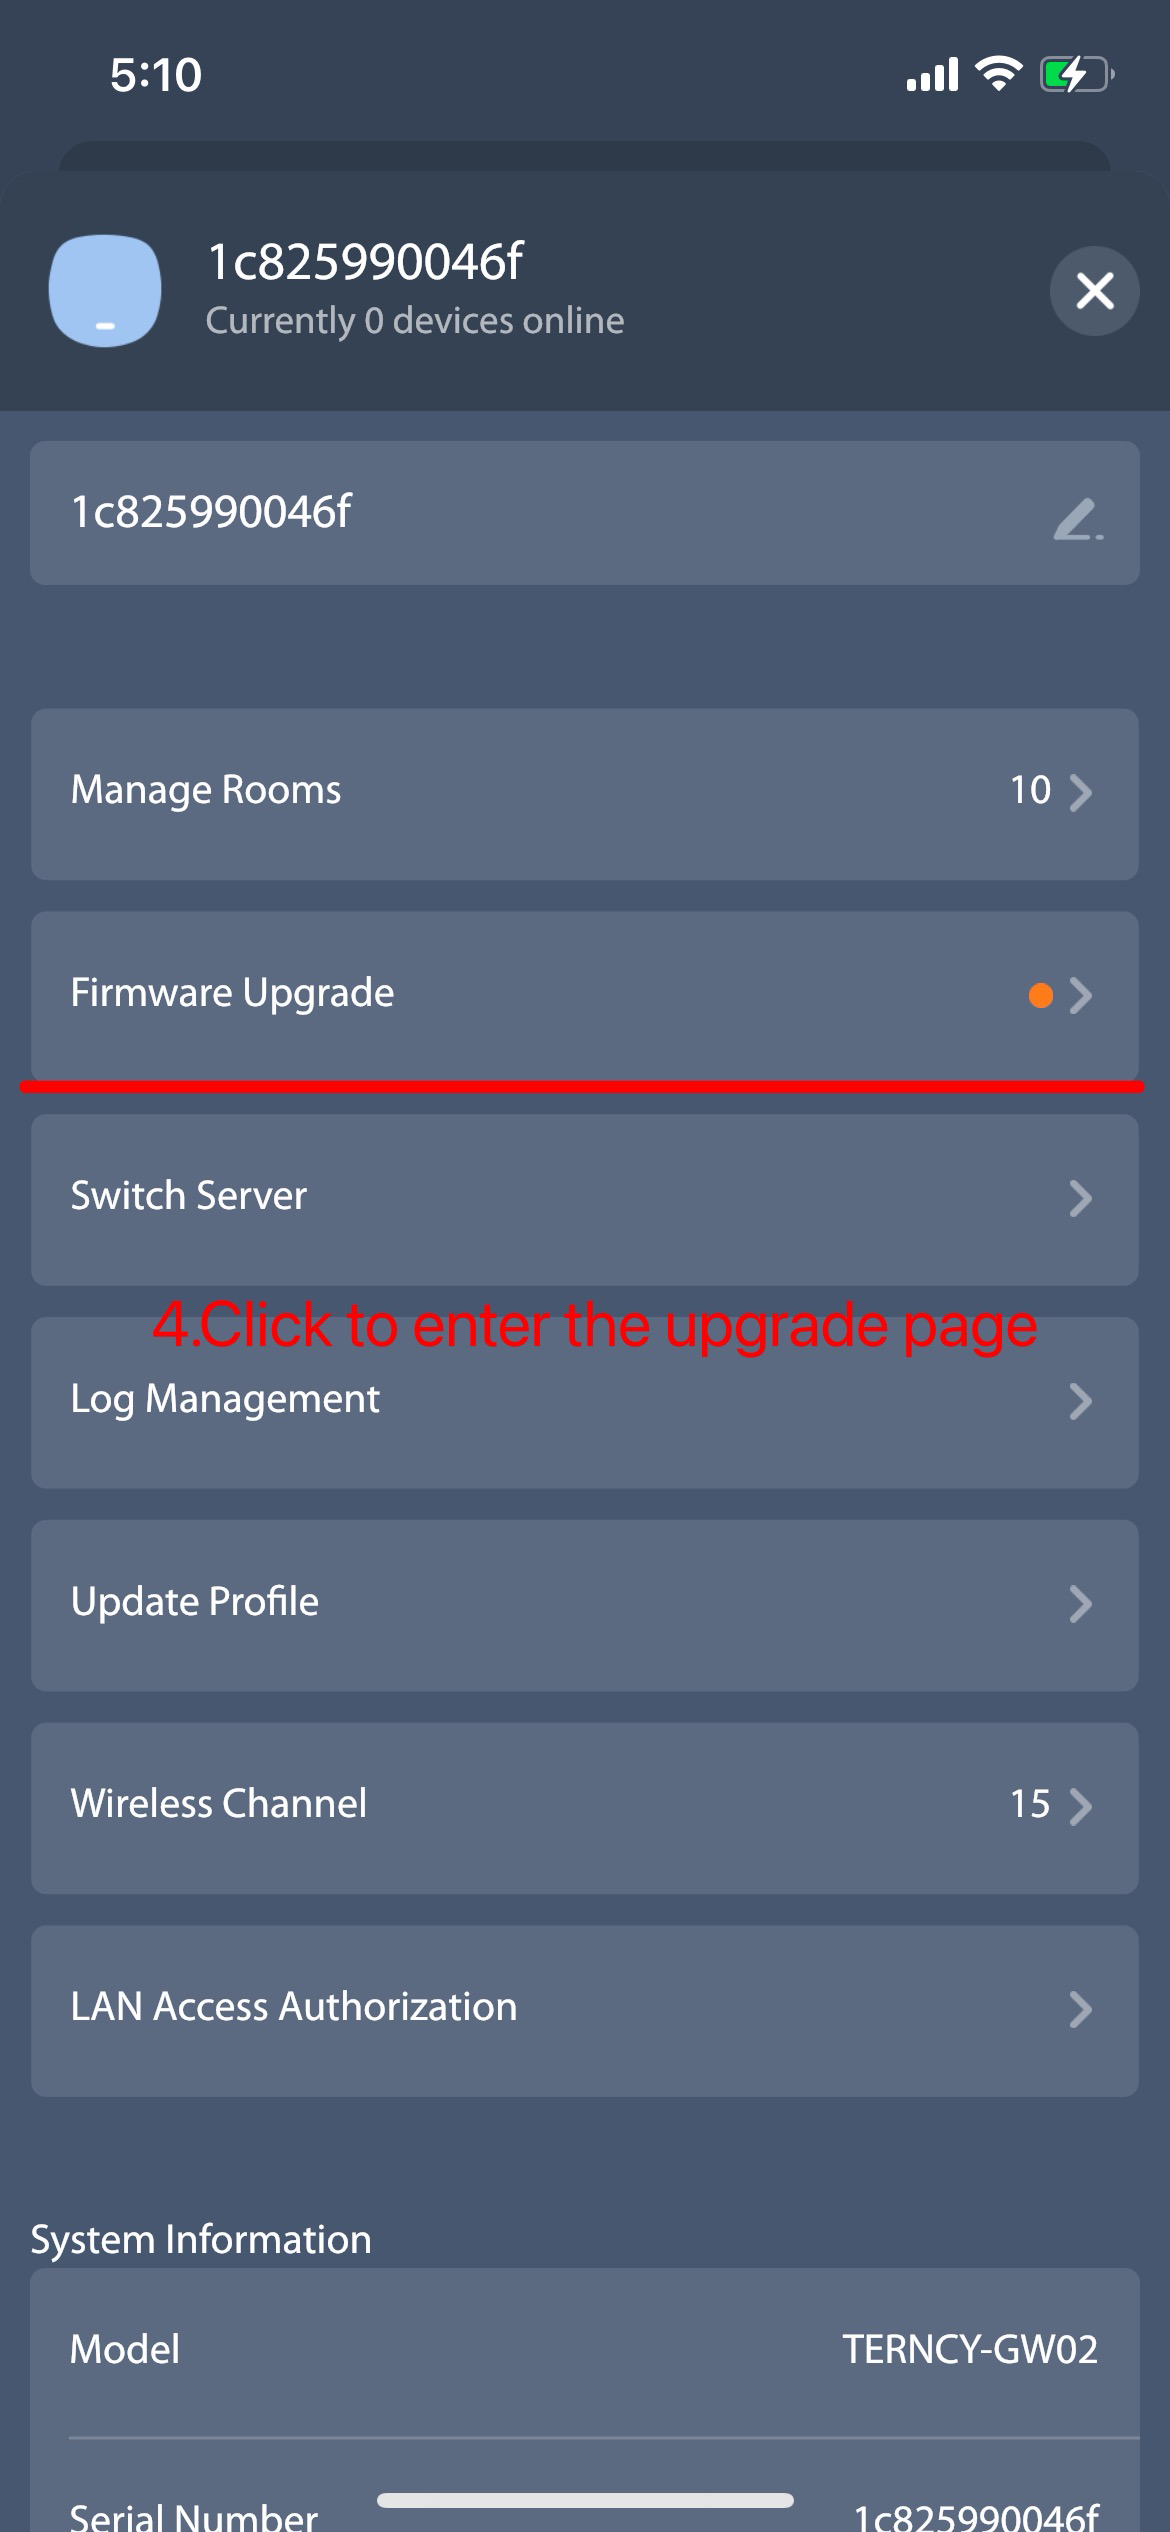 5:10
1c825990046f
Currently 0 devices online
1c825990046f
Manage Rooms 10
Firmware Upgrade
Switch Server
4.Click to enter the upgrade page
Log Management
Update Profile
Wireless Channel 15
LAN Access Authorization
System Information
Model TERNCY-GW02
Serial Number 1c825990046f